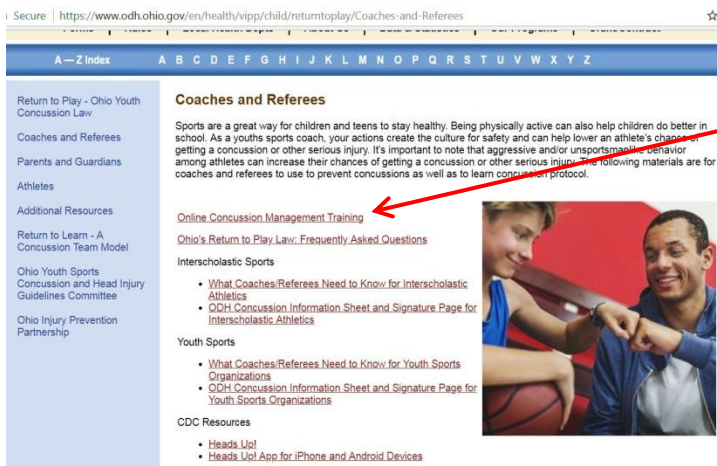 Secure | https://www.odh.ohio.gov/en/health/vipp/child/returntoplay/Coaches-and-Referees
A — Z Index A B C D E F G H I J K L M N O P Q R S T U V W X Y Z
Return to Play - Ohio Youth
Concussion Law
Coaches and Referees
Parents and Guardians
Athletes
Additional Resources
Return to Learn - A
Concussion Team Model
Ohio Youth Sports
Concussion and Head Injury
Guidelines Committee
Ohio Injury Prevention
Partnership
Coaches and Referees
Sports are a great way for children and teens to stay healthy. Being physically active can also help children do better in
school. As a youths sports coach, your actions create the culture for safety and can help lower an athlete's chance of
getting a concussion or other serious injury. It's important to note that aggressive and/or unsportsmanlike behavior
among athletes can increase their chances of getting a concussion or other serious injury. The following materials are for
coaches and referees to use to prevent concussions as well as to learn concussion protocol.
Online Concussion Management Training
Ohio's Return to Play Law: Frequently Asked Questions
Interscholastic Sports
• What Coaches/Referees Need to Know for Interscholastic
Athletics
• ODH Concussion Information Sheet and Signature Page for
Interscholastic Athletics
Youth Sports
• What Coaches/Referees Need to Know for Youth Sports
Organizations
• ODH Concussion Information Sheet and Signature Page for
Youth Sports Organizations
CDC Resources
• Heads Up!
• Heads Up! App for iPhone and Android Devices